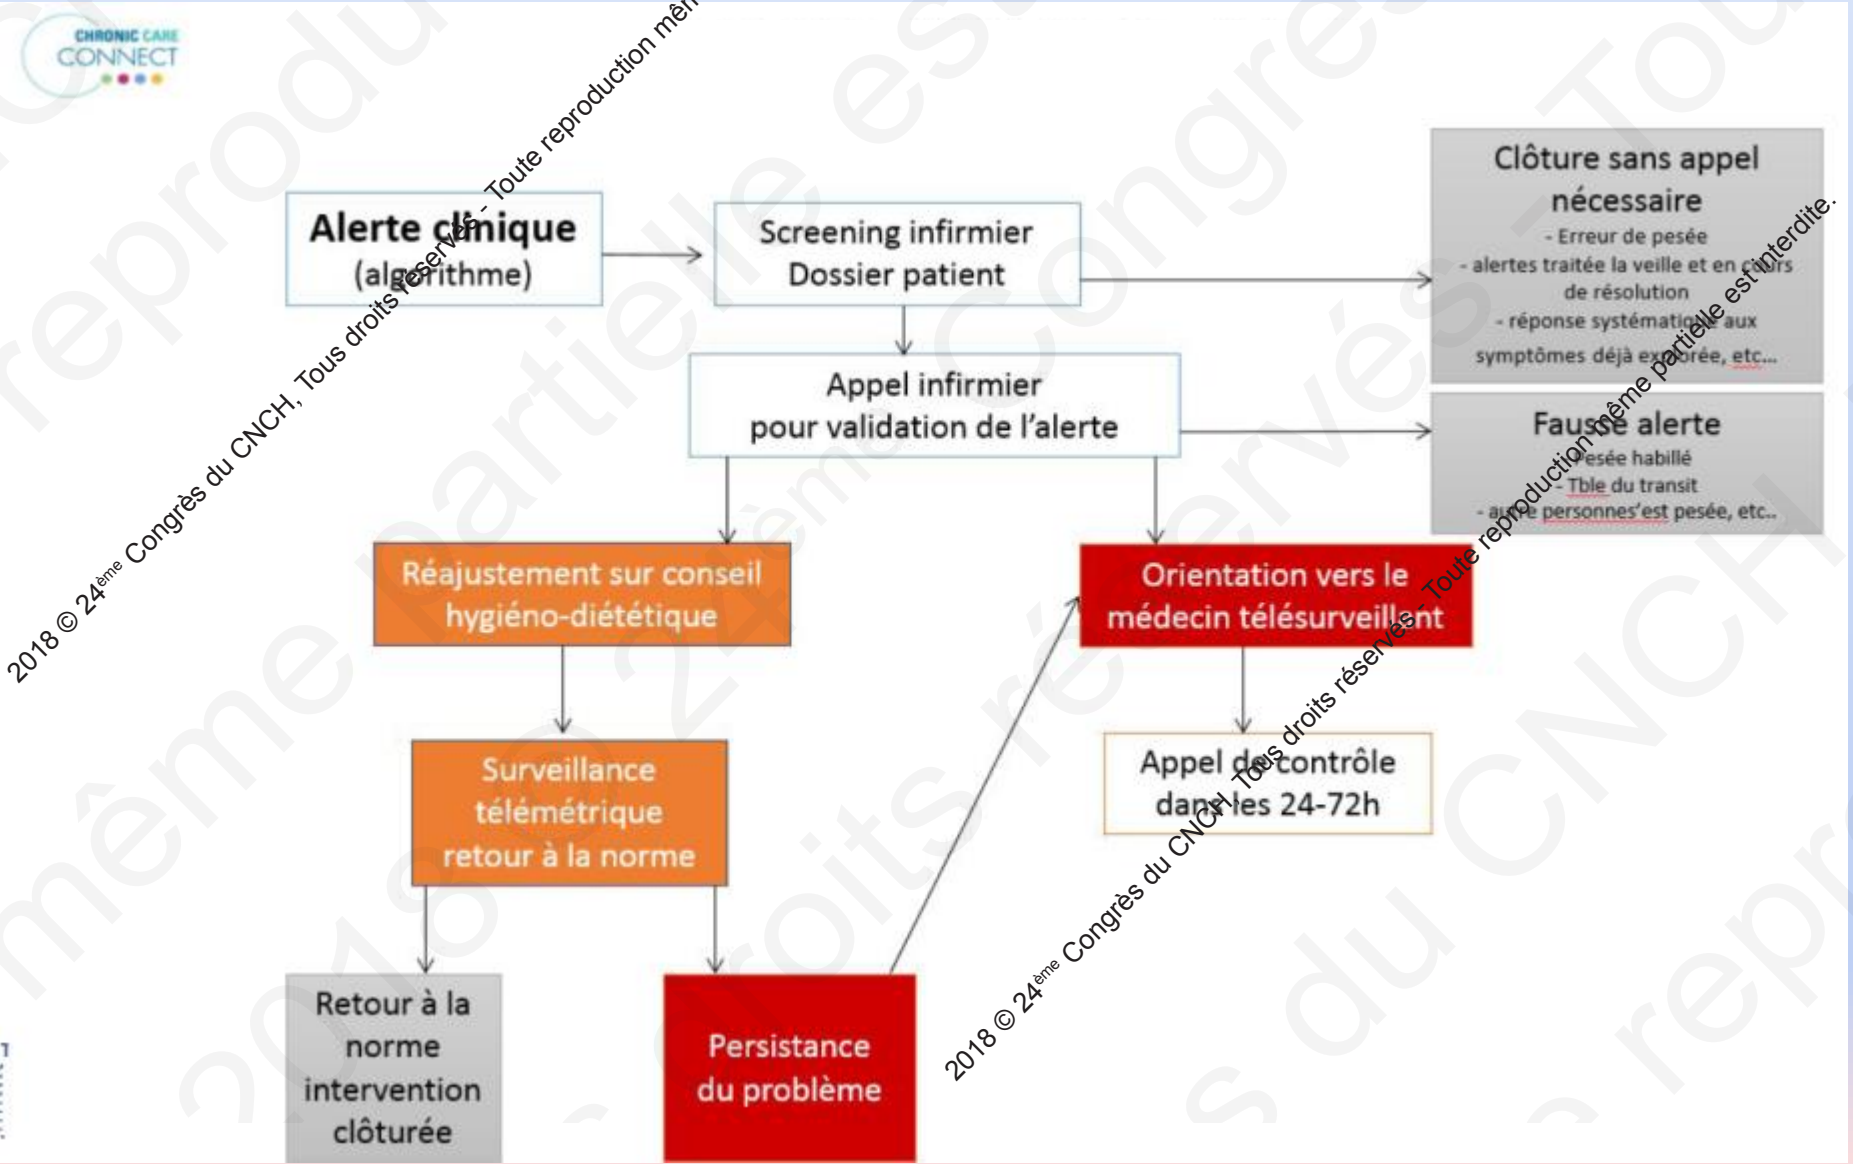 CHRONIC CARE
CONNECT
Alerte clinique
(algorithme)
Screening infirmier
Dossier patient
Clôture sans appel
nécessaire
- Erreur de pesée
- alertes traitée la veille et en cours
de résolution
- réponse systématique aux
symptômes déjà explorée, etc...
Appel infirmier
pour validation de l'alerte
Fausse alerte
Pesée habillé
- Tble du transit
- autre personnes'est pesée, etc..
Réajustement sur conseil
hygiéno-diététique
Orientation vers le
médecin télésurveillant
Surveillance
télémétrique
retour à la norme
Appel de contrôle
dans les 24-72h
Retour à la
norme
intervention
clôturée
Persistance
du problème
2018 © 24ème Congrès du CNCH, Tous droits réservés - Toute reproduction mêm
2018 © 24ème Congrès du CNCH, Tous droits réservés - Toute reproduction même partielle est interdite.